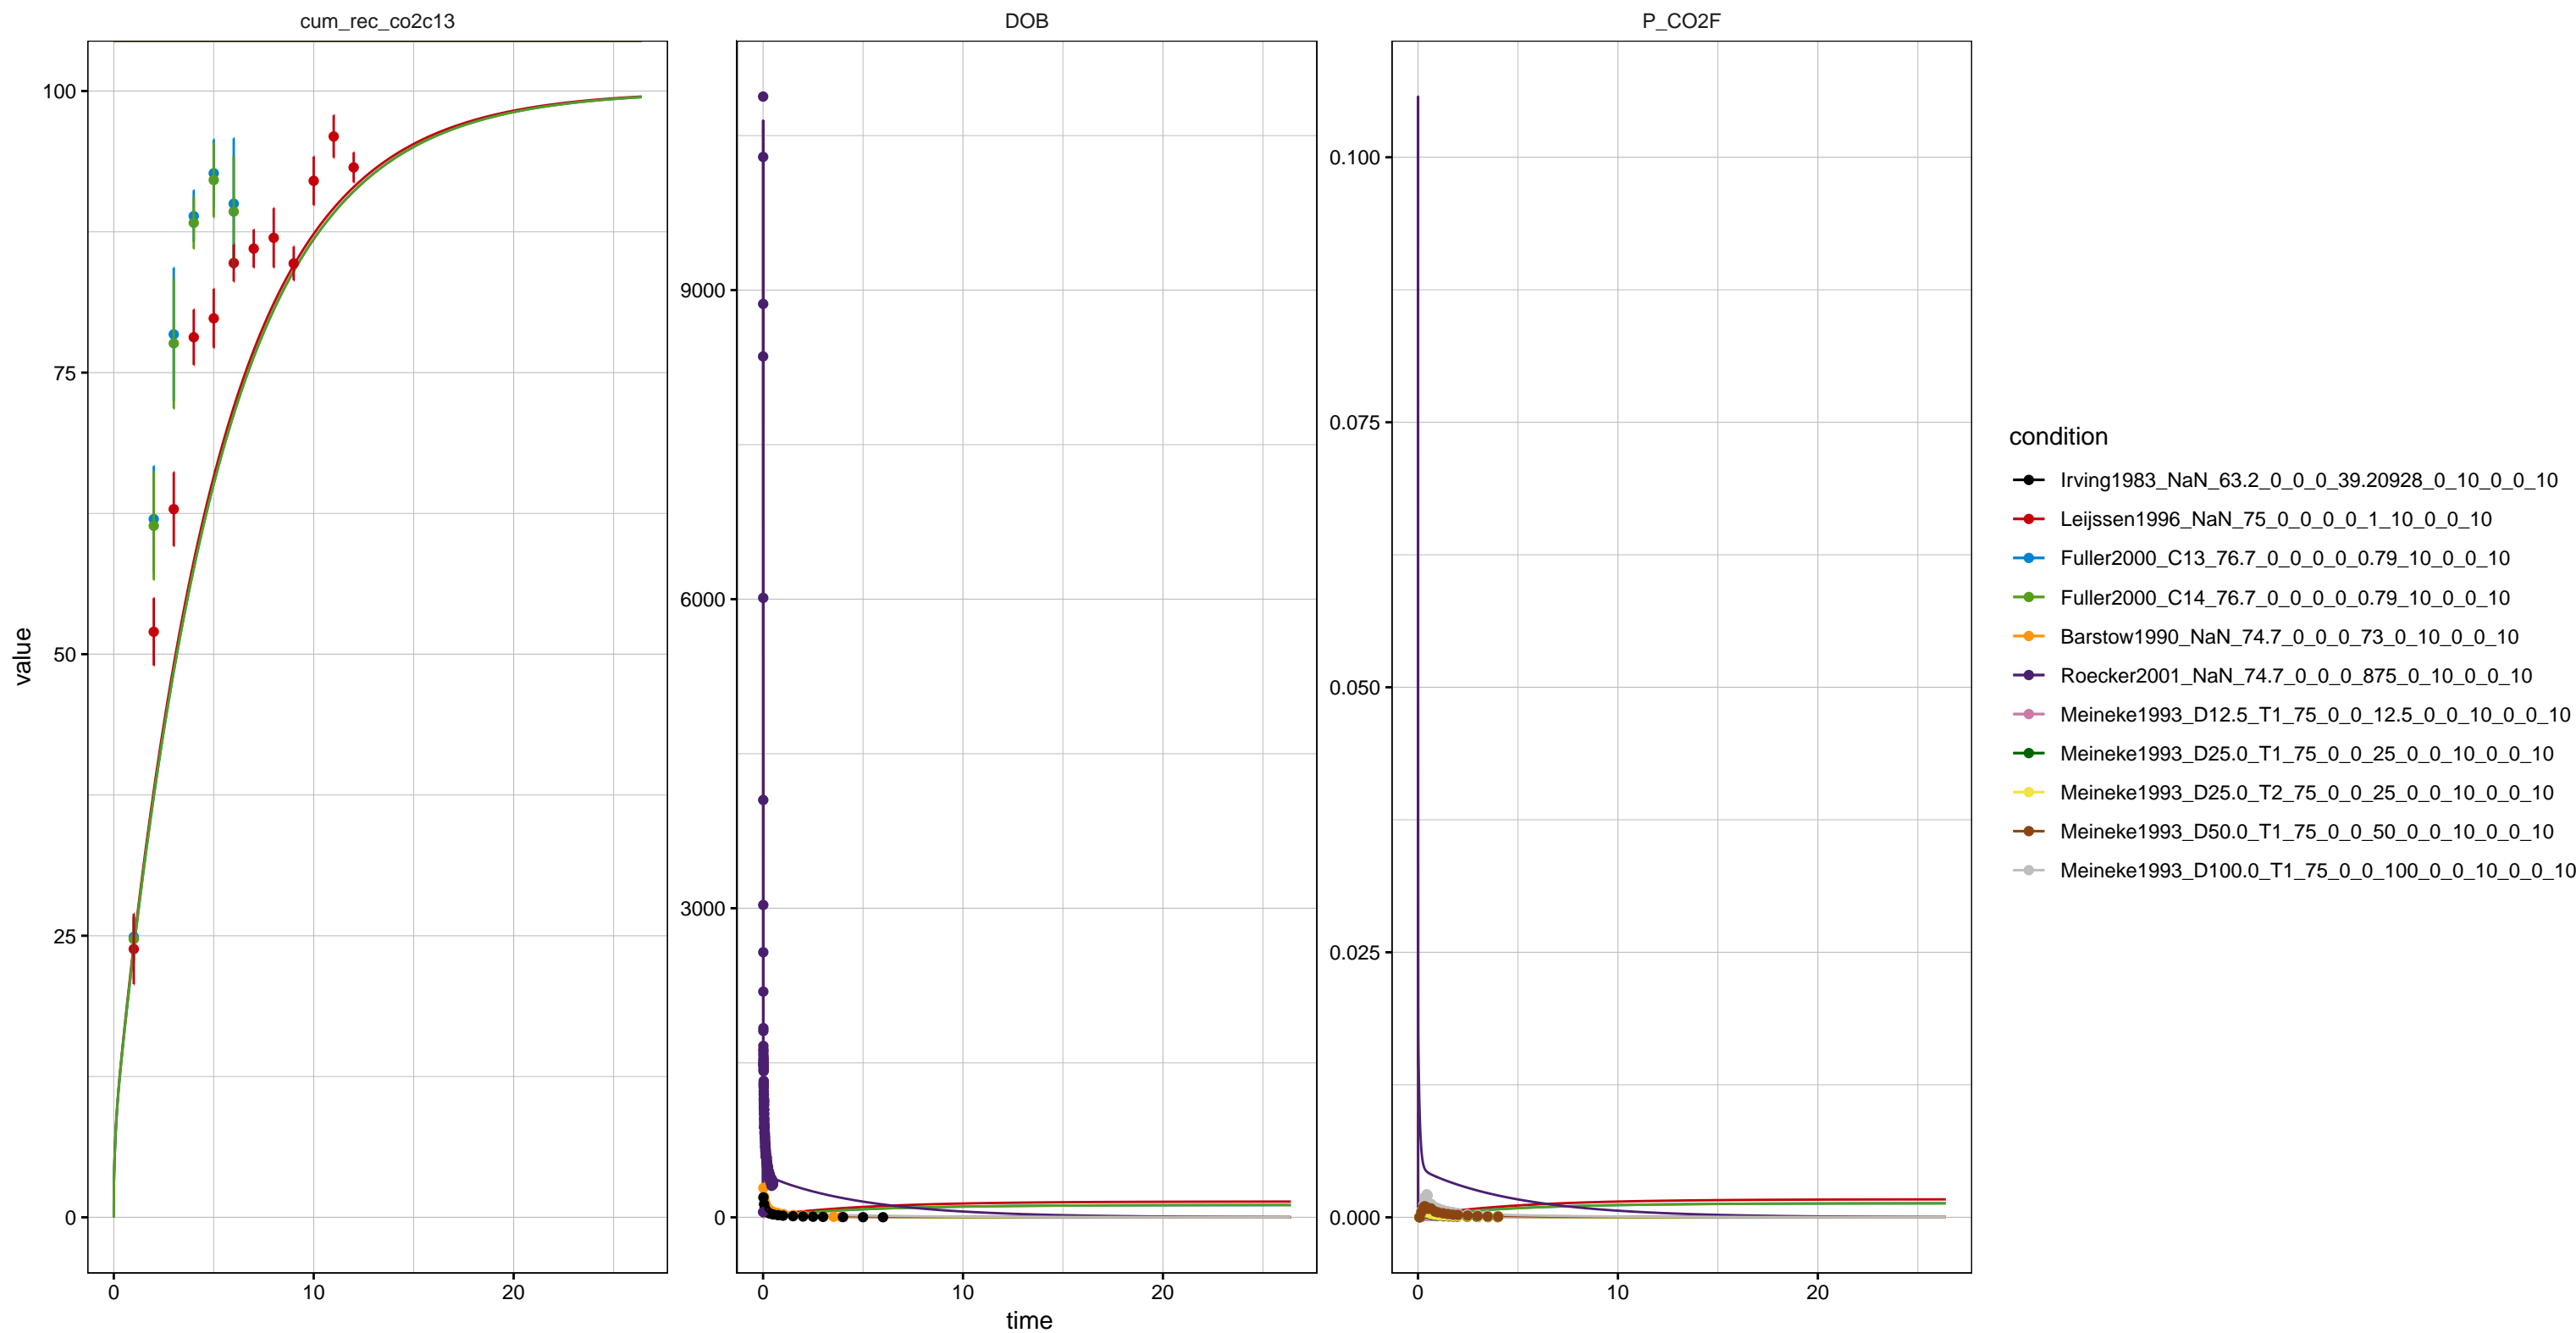 cum_rec_co2c13
DOB
P_CO2F
value
100
75
50
25
0
0
10
20
9000
6000
3000
0
0
10
20
0.100
0.075
0.050
0.025
0.000
0
10
20
time
condition
Irving1983_NaN_63.2_0_0_0_39.20928_0_10_0_0_10
Leijssen1996_NaN_75_0_0_0_0_1_10_0_0_10
Fuller2000_C13_76.7_0_0_0_0_0.79_10_0_0_10
Fuller2000_C14_76.7_0_0_0_0_0.79_10_0_0_10
Barstow1990_NaN_74.7_0_0_0_73_0_10_0_0_10
Roecker2001_NaN_74.7_0_0_0_875_0_10_0_0_10
Meineke1993_D12.5_T1_75_0_0_12.5_0_0_10_0_0_10
Meineke1993_D25.0_T1_75_0_0_25_0_0_10_0_0_10
Meineke1993_D25.0_T2_75_0_0_25_0_0_10_0_0_10
Meineke1993_D50.0_T1_75_0_0_50_0_0_10_0_0_10
Meineke1993_D100.0_T1_75_0_0_100_0_0_10_0_0_10